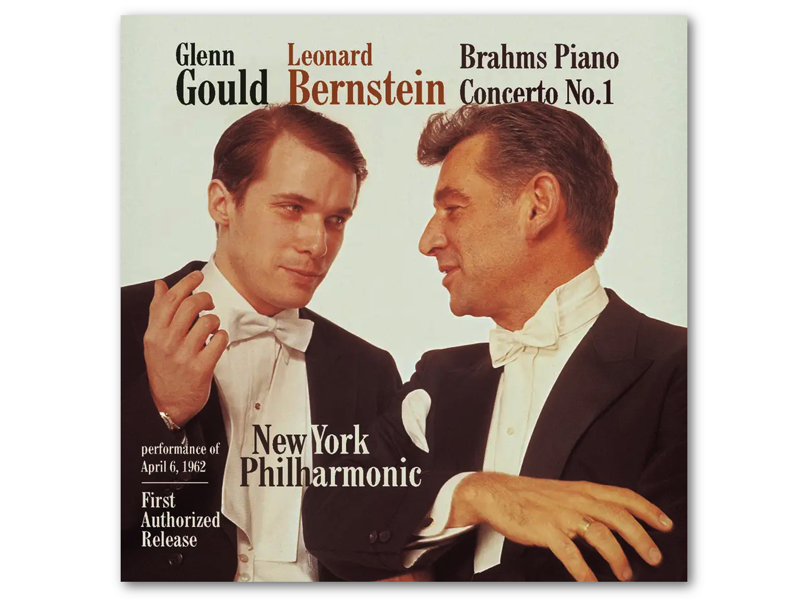 Glenn
Gould
Leonard
Bernstein
Brahms Piano
Concerto No.1
New York
Philharmonic
performance of
April 6, 1962
First
Authorized
Release